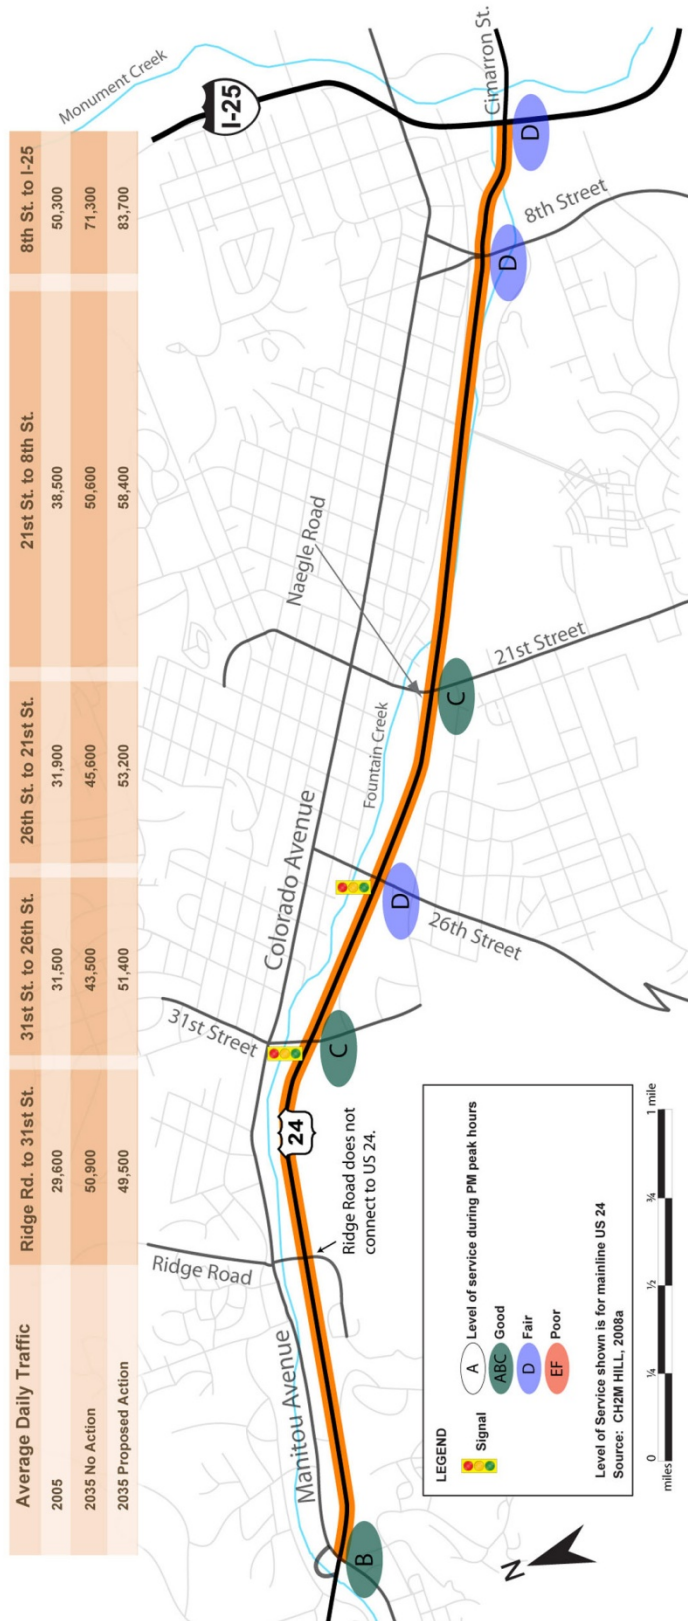 Average Daily Traffic Ridge Rd. to 31st St. 31st St. to 26th St. 26th St. to 21st St. 21st St. to 8th St. 8th St. to I-25
2005 29,600 31,500 31,900 38,500 50,300
2035 No Action 50,900 43,500 45,600 50,600 71,300
2035 Proposed Action 49,500 51,400 53,200 58,400 83,700
Monument Creek
I-25
Cimarron St.
D
8th Street
D
Naegle Road
21st Street
C
Fountain Creek
Colorado Avenue
26th Street
D
31st Street
C
24
Ridge Road does not
connect to US 24.
Ridge Road
Manitou Avenue
B
N
LEGEND
Signal
A Level of service during PM peak hours
ABC Good
D Fair
EF Poor
Level of Service shown is for mainline US 24
Source: CH2M HILL, 2008a
0 ¼ ½ ¾ 1 mile
miles